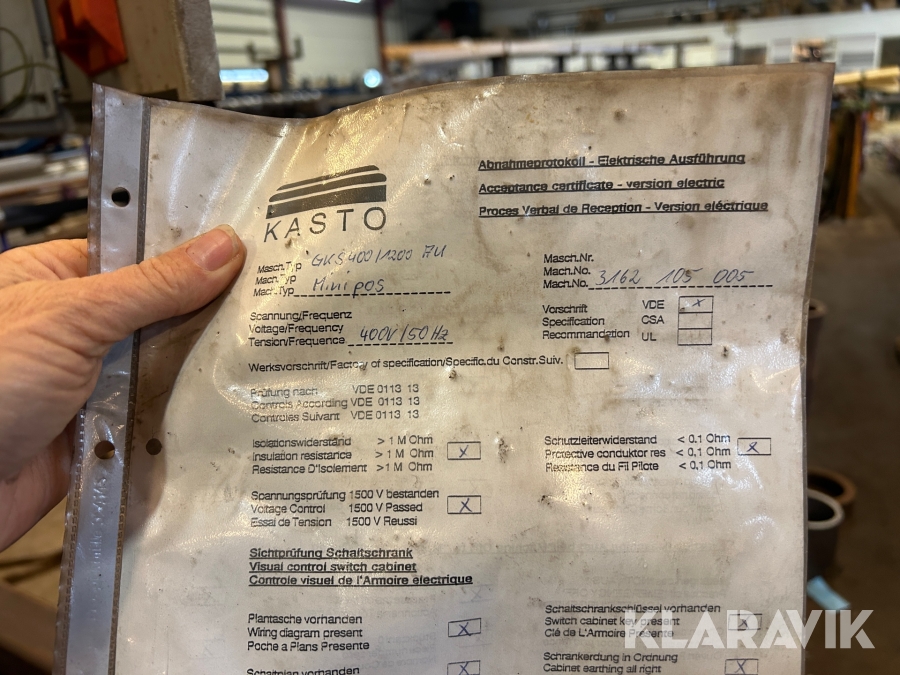 KASTO
Abnahmeprotokoll - Elektrische Ausführung
Acceptance certificate - version electric
Proces Verbal de Reception - Version eléctrique
Masch.Typ GKS 400/1200 AU
Mach.Typ Minipos
Mach.Typ
Masch.Nr.
Mach.No. 3162 105 005
Mach.No.
Spannung/Frequenz
Voltage/Frequency 400V/50Hz
Tension/Frequence
Vorschrift VDE x
Specification CSA
Recommandation UL
Werksvorschrift/Factory of specification/Specific.du Constr.Suiv.
Prüfung nach VDE 0113 13
Controls According VDE 0113 13
Controles Suivant VDE 0113 13
Isolationswiderständ > 1 M Ohm
Insulation resistance > 1 M Ohm x
Resistance D'Isolement > 1 M Ohm
Schutzleiterwiderstand < 0,1 Ohm
Protective conduktor res < 0,1 Ohm x
Resistance du Fil Pilote < 0,1 Ohm
Spannungsprüfung 1500 V bestanden
Voltage Control 1500 V Passed x
Essai de Tension 1500 V Reussi
Sichtprüfung Schaltschrank
Visual control switch cabinet
Controle visuel de l'Armoire électrique
Plantasche vorhanden
Wiring diagram present x
Poche a Plans Presente
Schaltschrankschlüssel vorhanden
Switch cabinet key present x
Clé de L'Armoire Presente
Schaltplan vorhanden x
Schrankerdung in Ordnung
Cabinet earthing all right x
KLARAVIK